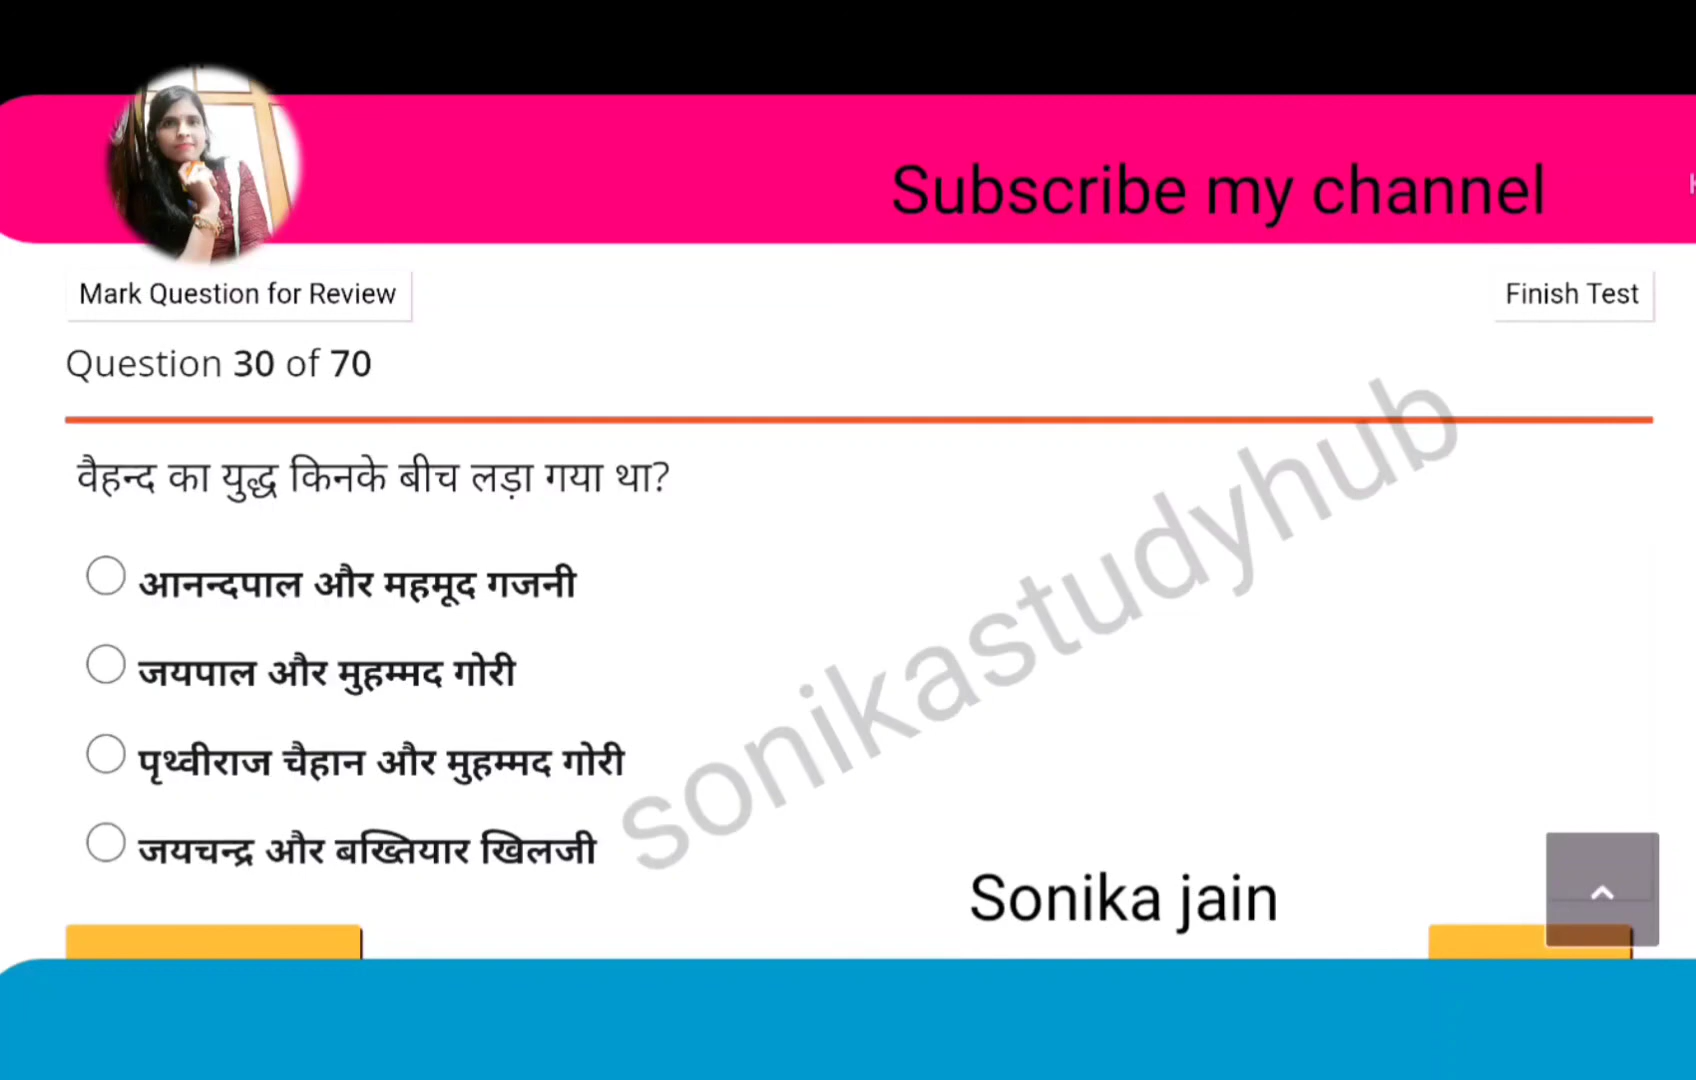 Subscribe my channel
Mark Question for Review
Finish Test
Question 30 of 70
वैहन्द का युद्ध किनके बीच लड़ा गया था?
आनन्दपाल और महमूद गजनी
जयपाल और मुहम्मद गोरी
पृथ्वीराज चैहान और मुहम्मद गोरी
जयचन्द्र और बख्तियार खिलजी
sonikastudyhub
Sonika jain